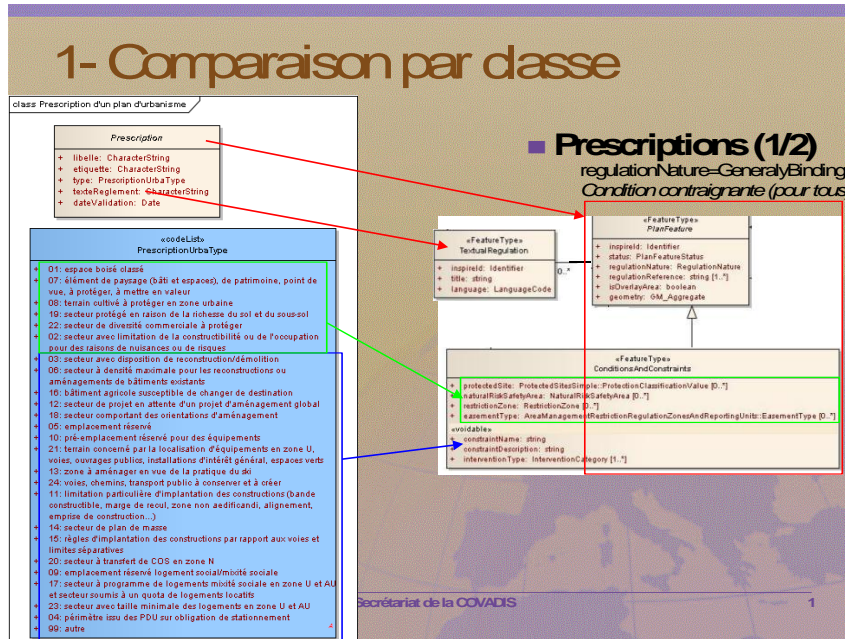 1- Comparaison par classe
class Prescription d'un plan d'urbanisme
Prescription
+ libelle: CharacterString
+ etiquette: CharacterString
+ type: PrescriptionUrbaType
+ texteReglement: CharacterString
+ dateValidation: Date
■ Prescriptions (1/2)
regulationNature=GeneralyBinding
Condition contraignante (pour tous
«codeList»
PrescriptionUrbaType
+ 01: espace boisé classé
+ 07: élément de paysage (bâti et espaces), de patrimoine, point de
vue, à protéger, à mettre en valeur
+ 08: terrain cultivé à protéger en zone urbaine
+ 19: secteur protégé en raison de la richesse du sol et du sous-sol
+ 22: secteur de diversité commerciale à protéger
+ 02: secteur avec limitation de la constructibilité ou de l'occupation
pour des raisons de nuisances ou de risques
+ 03: secteur avec disposition de reconstruction/démolition
+ 06: secteur à densité maximale pour les reconstructions ou
aménagements de bâtiments existants
+ 16: bâtiment agricole susceptible de changer de destination
+ 12: secteur de projet en attente d'un projet d'aménagement global
+ 18: secteur comportant des orientations d'aménagement
+ 05: emplacement réservé
+ 10: pré-emplacement réservé pour des équipements
+ 21: terrain concerné par la localisation d'équipements en zone U,
voies, ouvrages publics, installations d'intérêt général, espaces verts
+ 13: zone à aménager en vue de la pratique du ski
+ 24: voies, chemins, transport public à conserver et à créer
+ 11: limitation particulière d'implantation des constructions (bande
constructible, marge de recul, zone non aedificandi, alignement,
emprise de construction...)
+ 14: secteur de plan de masse
+ 15: règles d'implantation des constructions par rapport aux voies et
limites séparatives
+ 20: secteur à transfert de COS en zone N
+ 09: emplacement réservé logement social/mixité sociale
+ 17: secteur à programme de logements mixité sociale en zone U et AU
et secteur soumis à un quota de logements locatifs
+ 23: secteur avec taille minimale des logements en zone U et AU
+ 04: périmètre issu des PDU sur obligation de stationnement
+ 99: autre
«FeatureType»
TextualRegulation
+ inspireId: Identifier
+ title: string
+ language: LanguageCode
0..*
«FeatureType»
PlanFeature
+ inspireId: Identifier
+ status: PlanFeatureStatus
+ regulationNature: RegulationNature
+ regulationReference: string [0..*]
+ isOverlayArea: boolean
+ geometry: GM_Aggregate
«FeatureType»
ConditionsAndConstraints
+ protectedSite: ProtectedSitesSimple::ProtectionClassificationValue [0..*]
+ naturalRiskSafetyArea: NaturalRiskSafetyArea [0..*]
+ restrictionZone: RestrictionZone [0..*]
+ easementType: AreaManagementRestrictionRegulationZonesAndReportingUnits::EasementType [0..*]
«voidable»
+ constraintName: string
+ constraintDescription: string
+ interventionType: InterventionCategory [1..*]
Secrétariat de la COVADIS
1